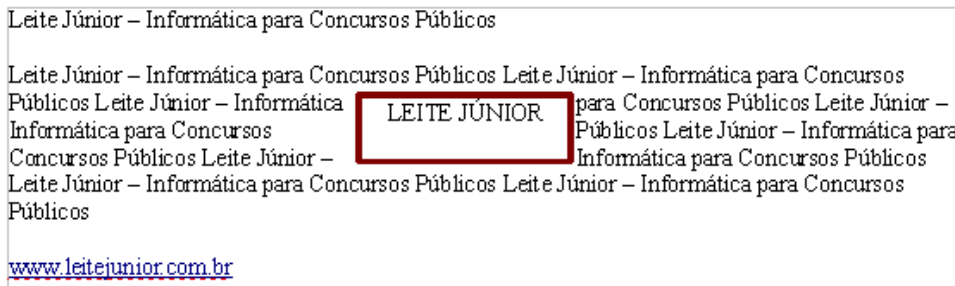 Leite Júnior – Informática para Concursos Públicos
Leite Júnior – Informática para Concursos Públicos Leite Júnior – Informática para Concursos
Públicos Leite Júnior – Informática LEITE JÚNIOR para Concursos Públicos Leite Júnior –
Informática para Concursos Públicos Leite Júnior – Informática para
Concursos Públicos Leite Júnior – Informática para Concursos Públicos
Leite Júnior – Informática para Concursos Públicos Leite Júnior – Informática para Concursos
Públicos
www.leitejunior.com.br